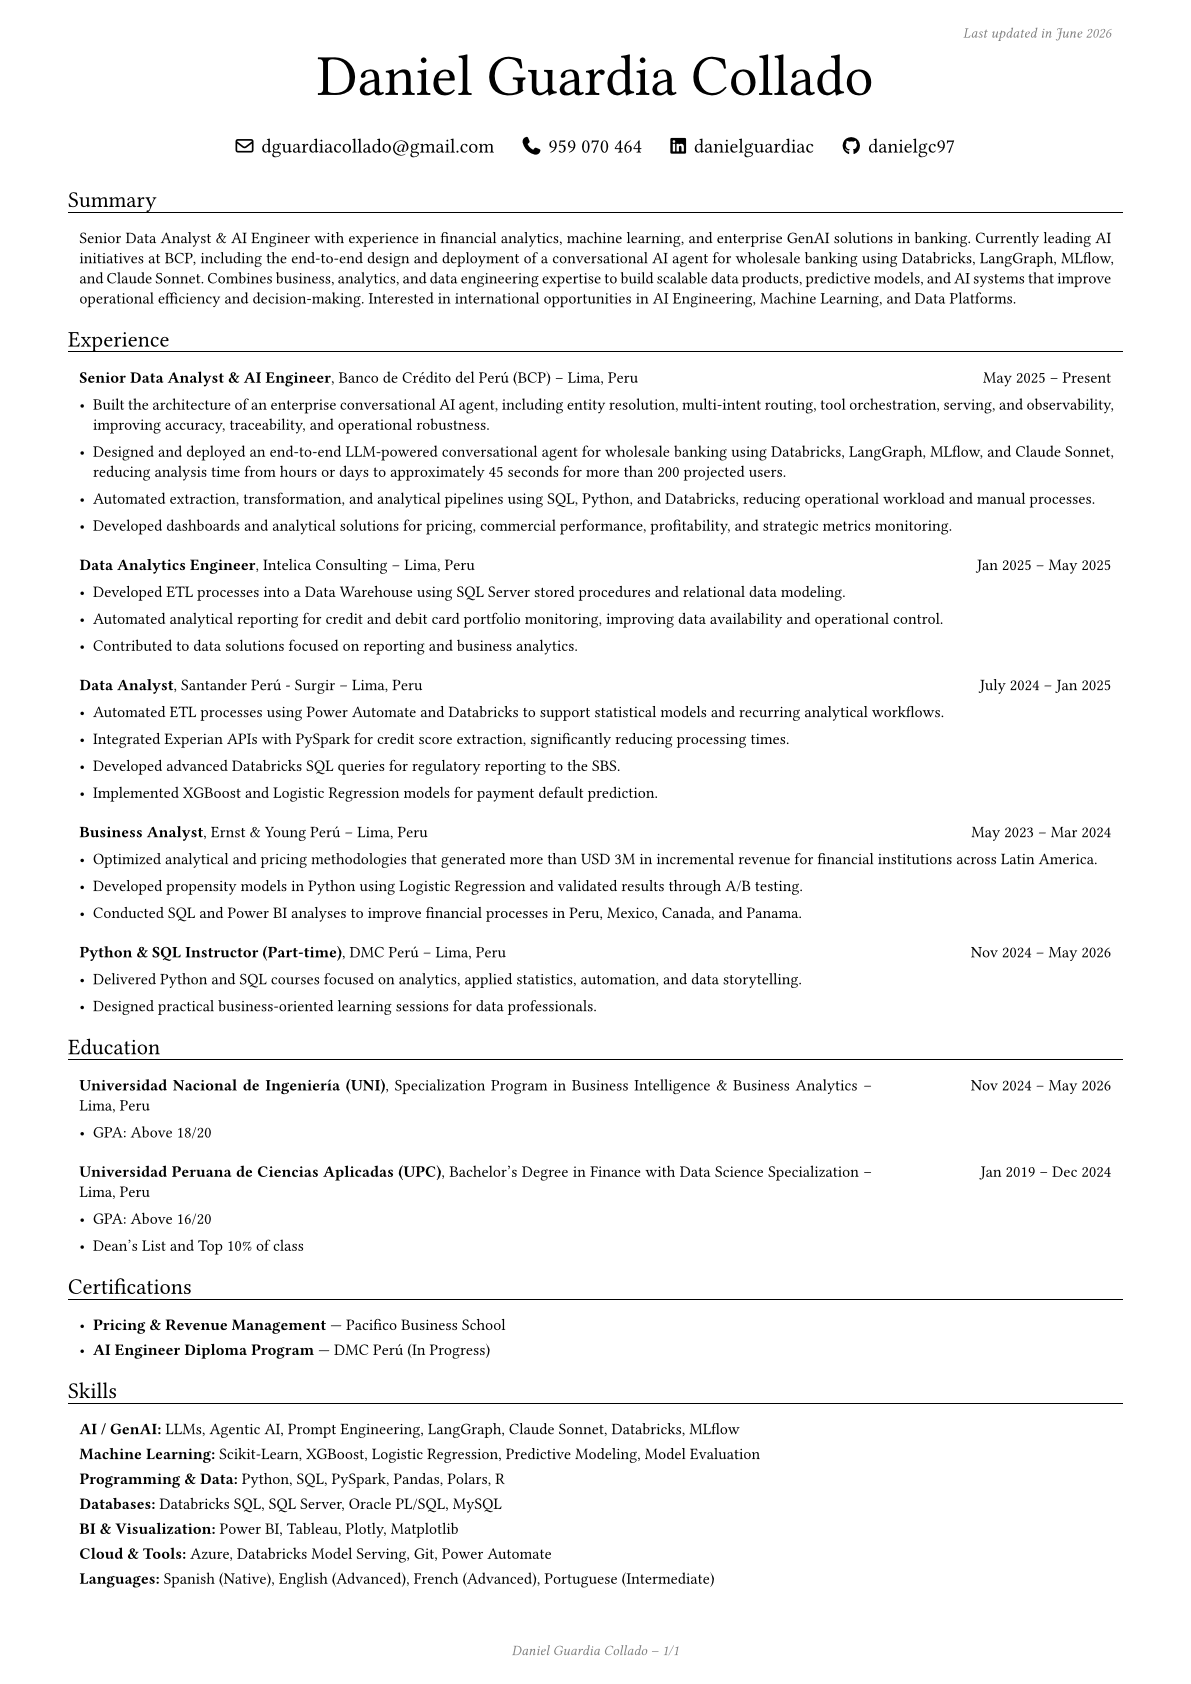 Last updated in June 2026
Daniel Guardia Collado
dguardiacollado@gmail.com 959 070 464 danielguardiac danielgc97
Summary
Senior Data Analyst & AI Engineer with experience in financial analytics, machine learning, and enterprise GenAI solutions in banking. Currently leading AI
initiatives at BCP, including the end-to-end design and deployment of a conversational AI agent for wholesale banking using Databricks, LangGraph, MLflow,
and Claude Sonnet. Combines business, analytics, and data engineering expertise to build scalable data products, predictive models, and AI systems that improve
operational efficiency and decision-making. Interested in international opportunities in AI Engineering, Machine Learning, and Data Platforms.
Experience
Senior Data Analyst & AI Engineer, Banco de Crédito del Perú (BCP) – Lima, Peru May 2025 – Present
• Built the architecture of an enterprise conversational AI agent, including entity resolution, multi-intent routing, tool orchestration, serving, and observability,
improving accuracy, traceability, and operational robustness.
• Designed and deployed an end-to-end LLM-powered conversational agent for wholesale banking using Databricks, LangGraph, MLflow, and Claude Sonnet,
reducing analysis time from hours or days to approximately 45 seconds for more than 200 projected users.
• Automated extraction, transformation, and analytical pipelines using SQL, Python, and Databricks, reducing operational workload and manual processes.
• Developed dashboards and analytical solutions for pricing, commercial performance, profitability, and strategic metrics monitoring.
Data Analytics Engineer, Intelica Consulting – Lima, Peru Jan 2025 – May 2025
• Developed ETL processes into a Data Warehouse using SQL Server stored procedures and relational data modeling.
• Automated analytical reporting for credit and debit card portfolio monitoring, improving data availability and operational control.
• Contributed to data solutions focused on reporting and business analytics.
Data Analyst, Santander Perú - Surgir – Lima, Peru July 2024 – Jan 2025
• Automated ETL processes using Power Automate and Databricks to support statistical models and recurring analytical workflows.
• Integrated Experian APIs with PySpark for credit score extraction, significantly reducing processing times.
• Developed advanced Databricks SQL queries for regulatory reporting to the SBS.
• Implemented XGBoost and Logistic Regression models for payment default prediction.
Business Analyst, Ernst & Young Perú – Lima, Peru May 2023 – Mar 2024
• Optimized analytical and pricing methodologies that generated more than USD 3M in incremental revenue for financial institutions across Latin America.
• Developed propensity models in Python using Logistic Regression and validated results through A/B testing.
• Conducted SQL and Power BI analyses to improve financial processes in Peru, Mexico, Canada, and Panama.
Python & SQL Instructor (Part-time), DMC Perú – Lima, Peru Nov 2024 – May 2026
• Delivered Python and SQL courses focused on analytics, applied statistics, automation, and data storytelling.
• Designed practical business-oriented learning sessions for data professionals.
Education
Universidad Nacional de Ingeniería (UNI), Specialization Program in Business Intelligence & Business Analytics – Nov 2024 – May 2026
Lima, Peru
• GPA: Above 18/20
Universidad Peruana de Ciencias Aplicadas (UPC), Bachelor's Degree in Finance with Data Science Specialization – Jan 2019 – Dec 2024
Lima, Peru
• GPA: Above 16/20
• Dean's List and Top 10% of class
Certifications
• Pricing & Revenue Management — Pacifico Business School
• AI Engineer Diploma Program — DMC Perú (In Progress)
Skills
AI / GenAI: LLMs, Agentic AI, Prompt Engineering, LangGraph, Claude Sonnet, Databricks, MLflow
Machine Learning: Scikit-Learn, XGBoost, Logistic Regression, Predictive Modeling, Model Evaluation
Programming & Data: Python, SQL, PySpark, Pandas, Polars, R
Databases: Databricks SQL, SQL Server, Oracle PL/SQL, MySQL
BI & Visualization: Power BI, Tableau, Plotly, Matplotlib
Cloud & Tools: Azure, Databricks Model Serving, Git, Power Automate
Languages: Spanish (Native), English (Advanced), French (Advanced), Portuguese (Intermediate)
Daniel Guardia Collado – 1/1